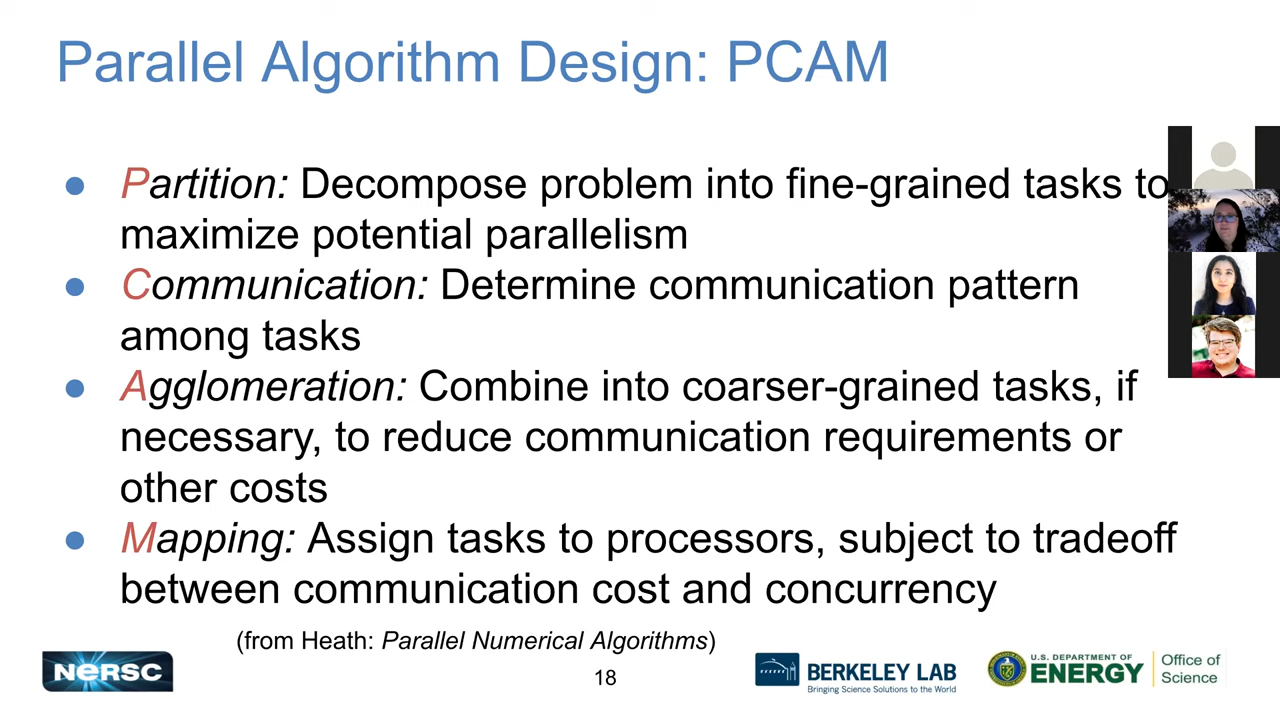 Parallel Algorithm Design: PCAM
● Partition: Decompose problem into fine-grained tasks to
maximize potential parallelism
● Communication: Determine communication pattern
among tasks
● Agglomeration: Combine into coarser-grained tasks, if
necessary, to reduce communication requirements or
other costs
● Mapping: Assign tasks to processors, subject to tradeoff
between communication cost and concurrency
(from Heath: Parallel Numerical Algorithms)
NERSC
18
BERKELEY LAB
Bringing Science Solutions to the World
U.S. DEPARTMENT OF
ENERGY
Office of
Science